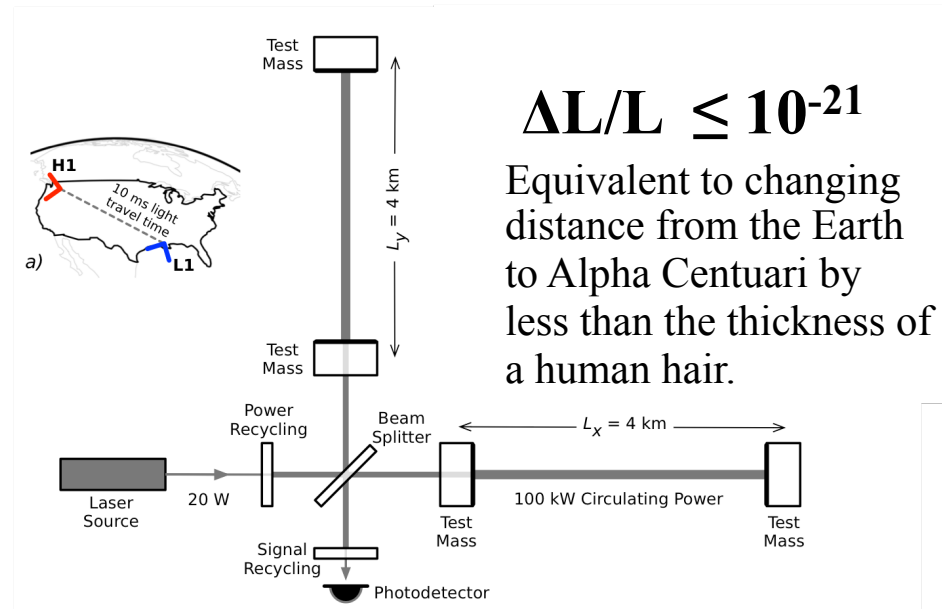 Test
Mass
ΔL/L ≤ 10⁻²¹
H1
10 ms light
travel time
L1
a)
Ly = 4 km
Equivalent to changing
distance from the Earth
to Alpha Centuari by
less than the thickness of
a human hair.
Test
Mass
Power
Recycling
Beam
Splitter
Lx = 4 km
Laser
Source
20 W
100 kW Circulating Power
Test
Mass
Test
Mass
Signal
Recycling
Photodetector